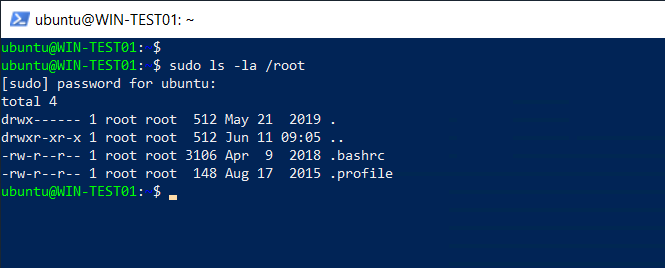 ubuntu@WIN-TEST01: ~
ubuntu@WIN-TEST01:~$
ubuntu@WIN-TEST01:~$ sudo ls -la /root
[sudo] password for ubuntu:
total 4
drwx------ 1 root root  512 May 21  2019 .
drwxr-xr-x 1 root root  512 Jun 11 09:05 ..
-rw-r--r-- 1 root root 3106 Apr  9  2018 .bashrc
-rw-r--r-- 1 root root  148 Aug 17  2015 .profile
ubuntu@WIN-TEST01:~$